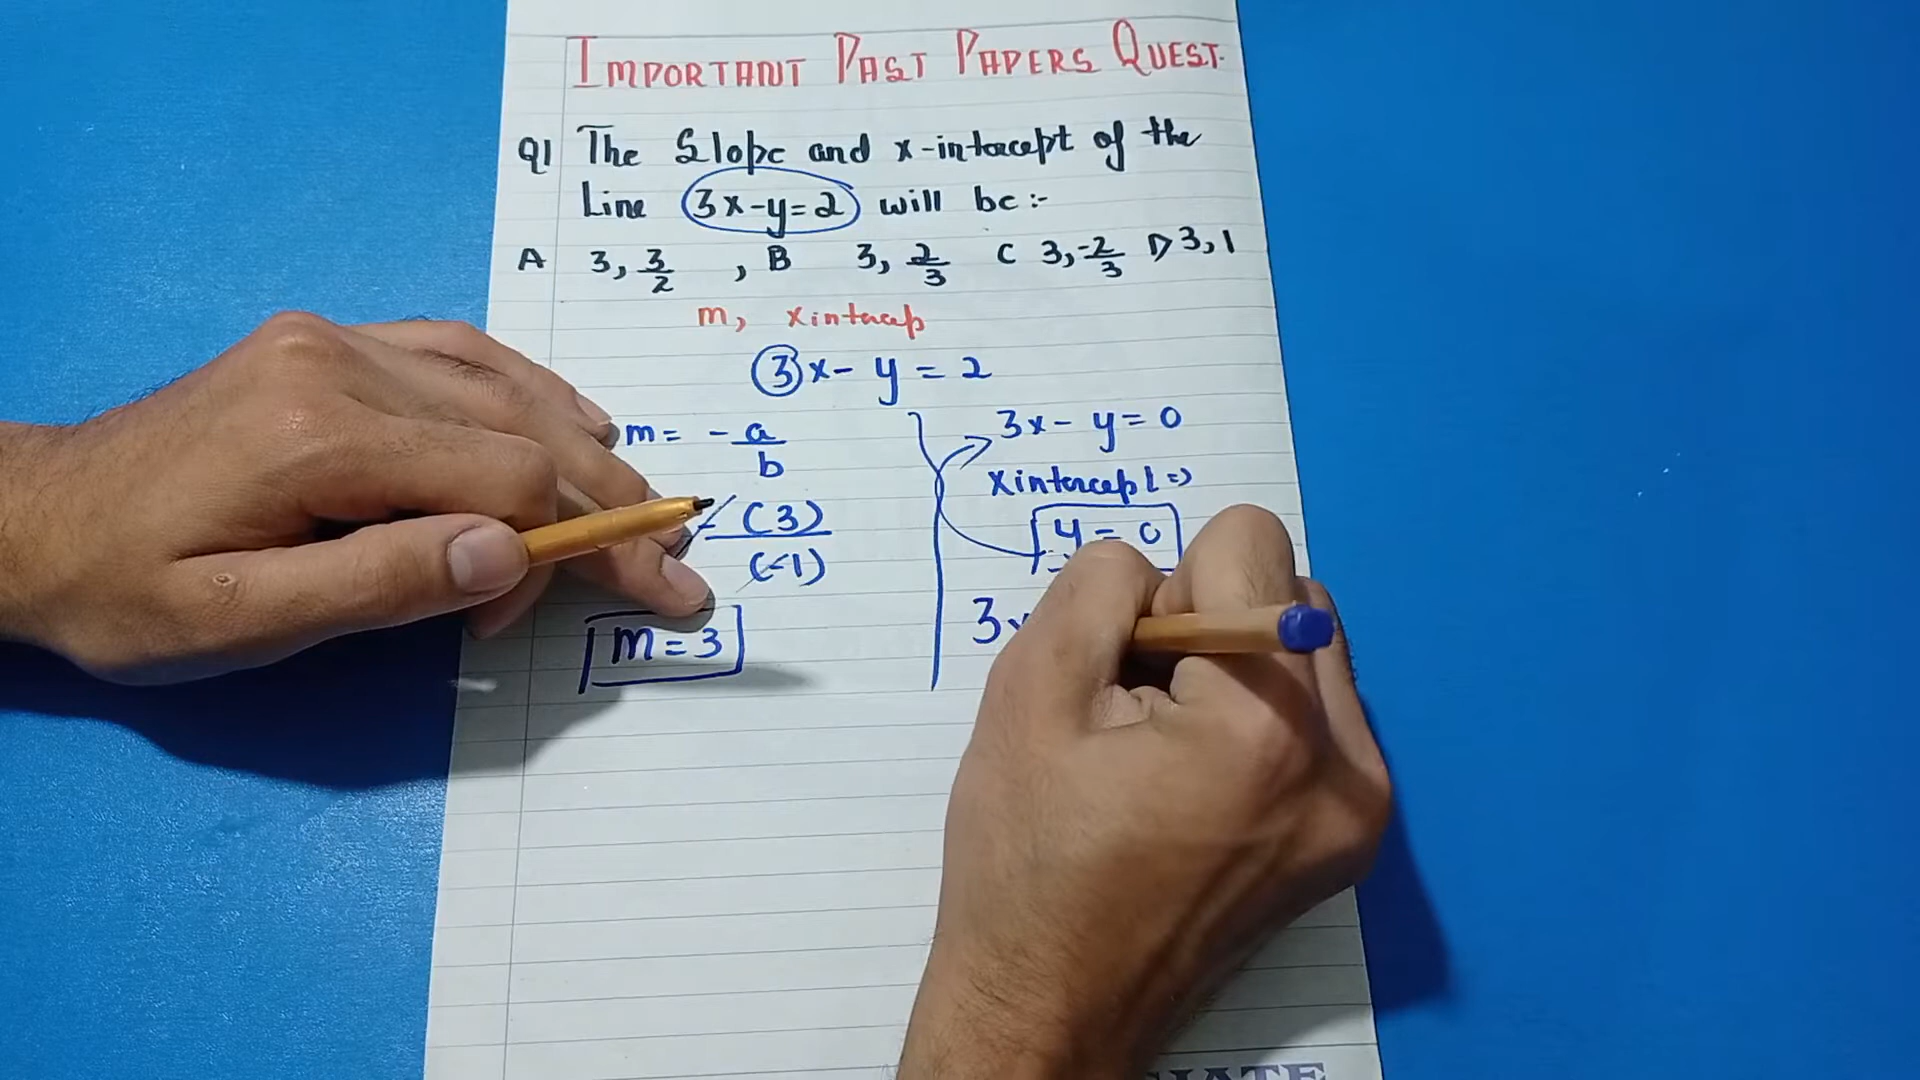 IMPORTANT PAST PAPERS QUEST.
Q1 The Slope and x-intercept of the
Line 3x-y=2 will be :-
A 3, 3/2 , B 3, 2/3 C 3, -2/3 D 3, 1
m, xintercep
3x - y = 2
m = - a/b
- (3)/(-1)
m = 3
3x - y = 0
xintercept =>
y = 0
3x